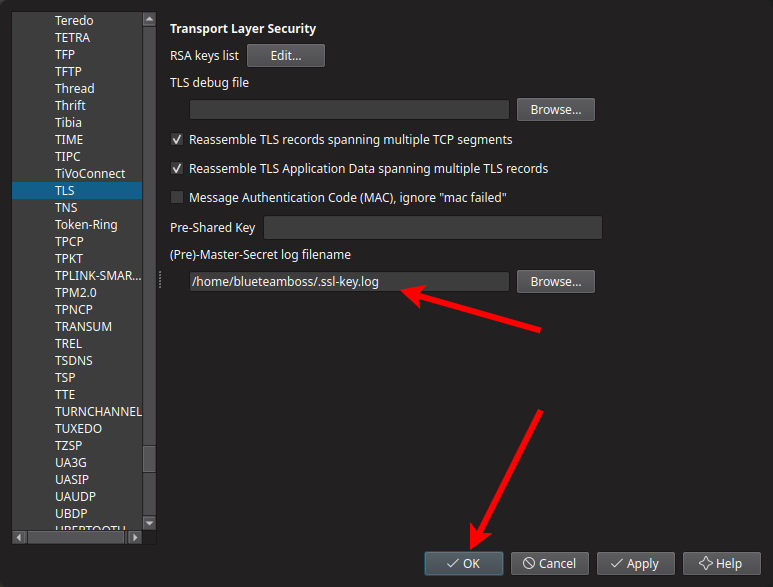 Teredo
TETRA
TFP
TFTP
Thread
Thrift
Tibia
TIME
TIPC
TiVoConnect
TLS
TNS
Token-Ring
TPCP
TPKT
TPLINK-SMAR...
TPM2.0
TPNCP
TRANSUM
TREL
TSDNS
TSP
TTE
TURNCHANNEL
TUXEDO
TZSP
UA3G
UASIP
UAUDP
UBDP
UBERTOOTH
Transport Layer Security
RSA keys list Edit...
TLS debug file
Browse...
Reassemble TLS records spanning multiple TCP segments
Reassemble TLS Application Data spanning multiple TLS records
Message Authentication Code (MAC), ignore "mac failed"
Pre-Shared Key
(Pre)-Master-Secret log filename
/home/blueteamboss/.ssl-key.log Browse...
OK Cancel Apply Help